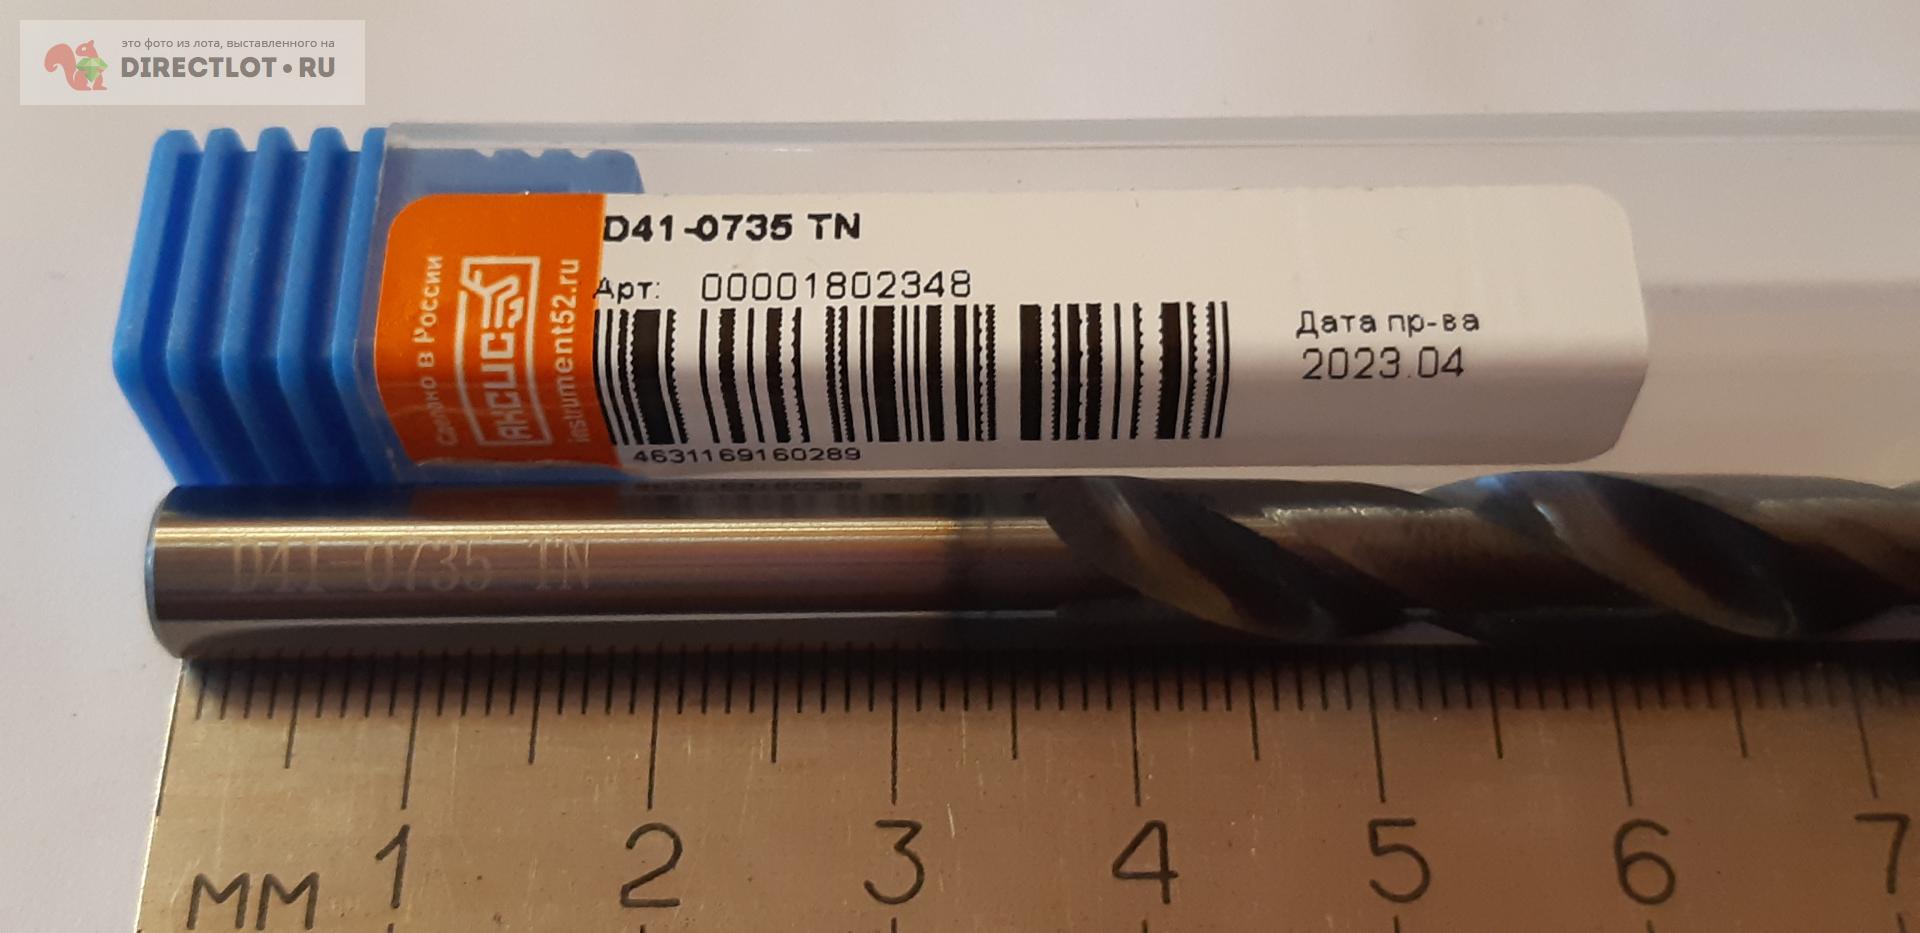 это фото из лота, выставленного на
DIRECTLOT•RU
D41-0735 TN
Арт: 00001802348
Сделано в России
АКСИС
instrument52.ru
Дата пр-ва
2023.04
4631169160289
D41-0735 TN
мм 1 2 3 4 5 6 7